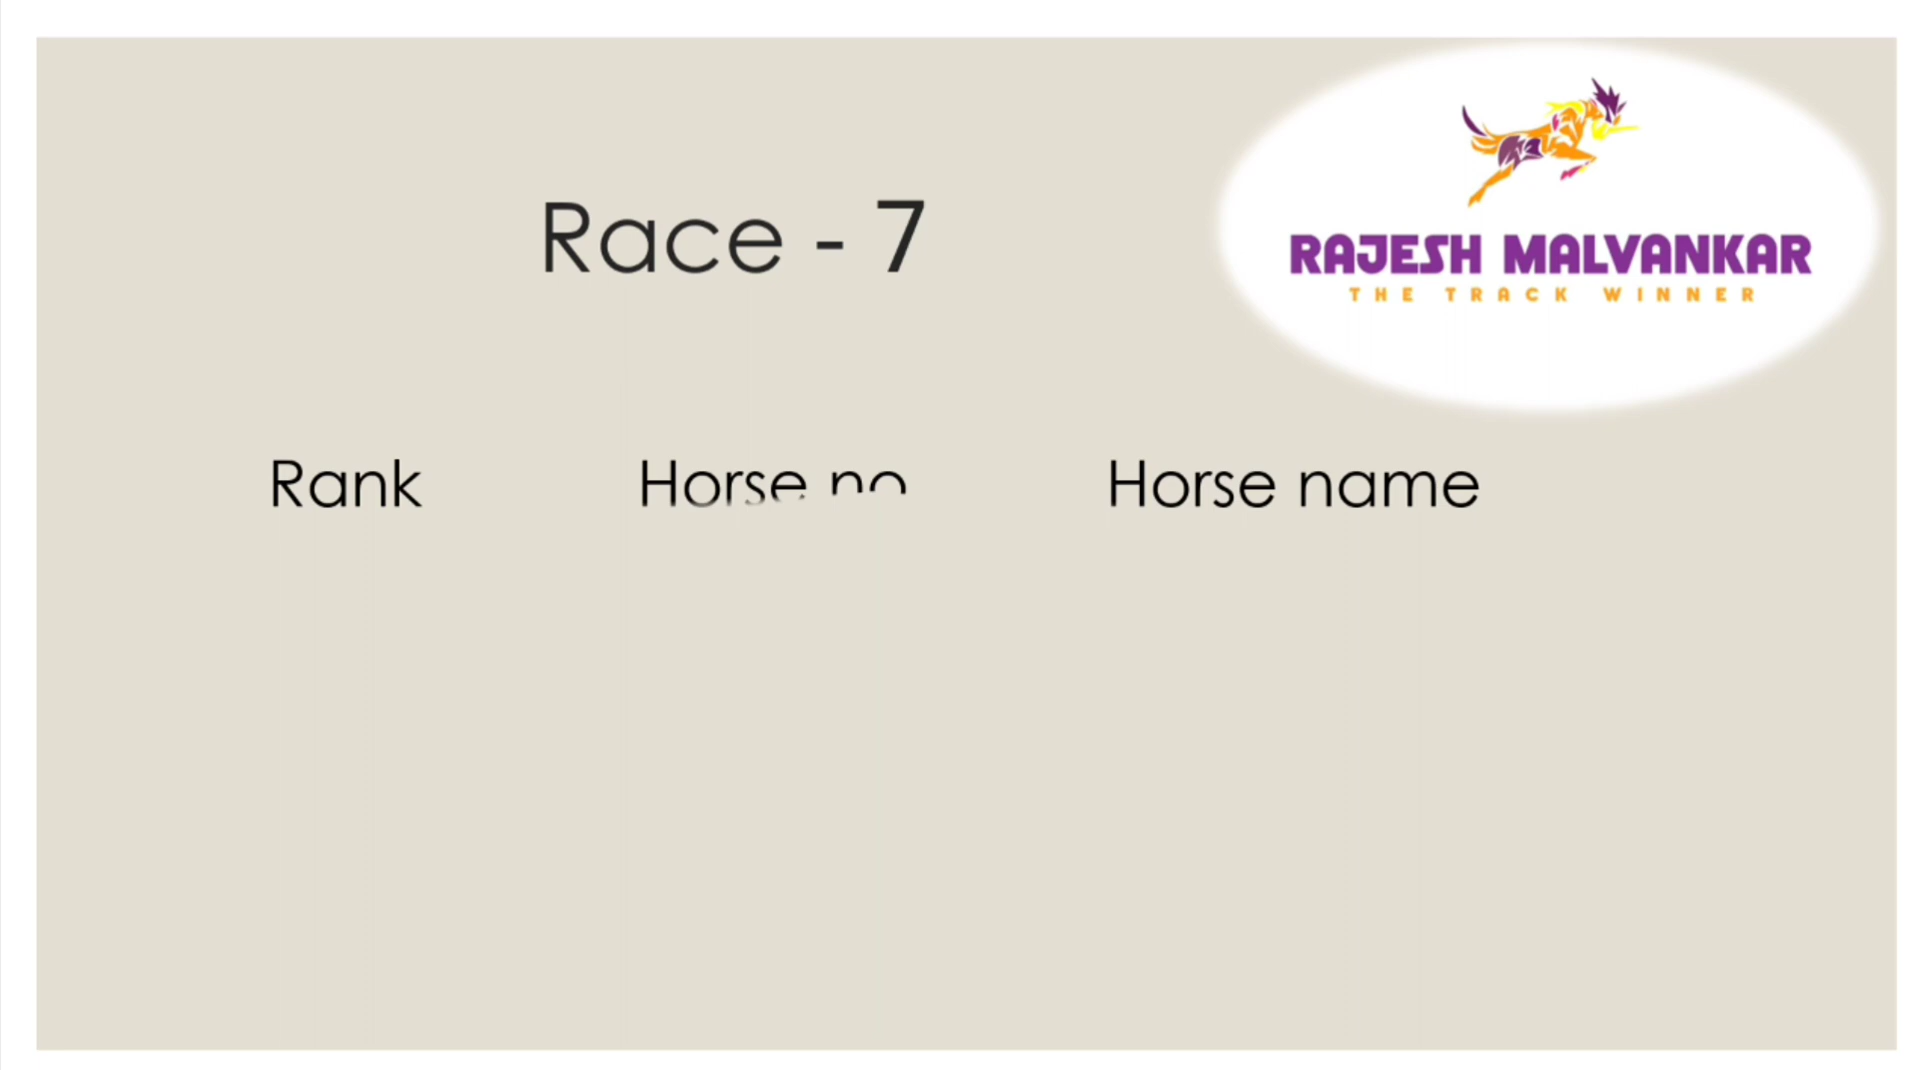 Race - 7
RAJESH MALVANKAR
THE TRACK WINNER
Rank Horse no Horse name